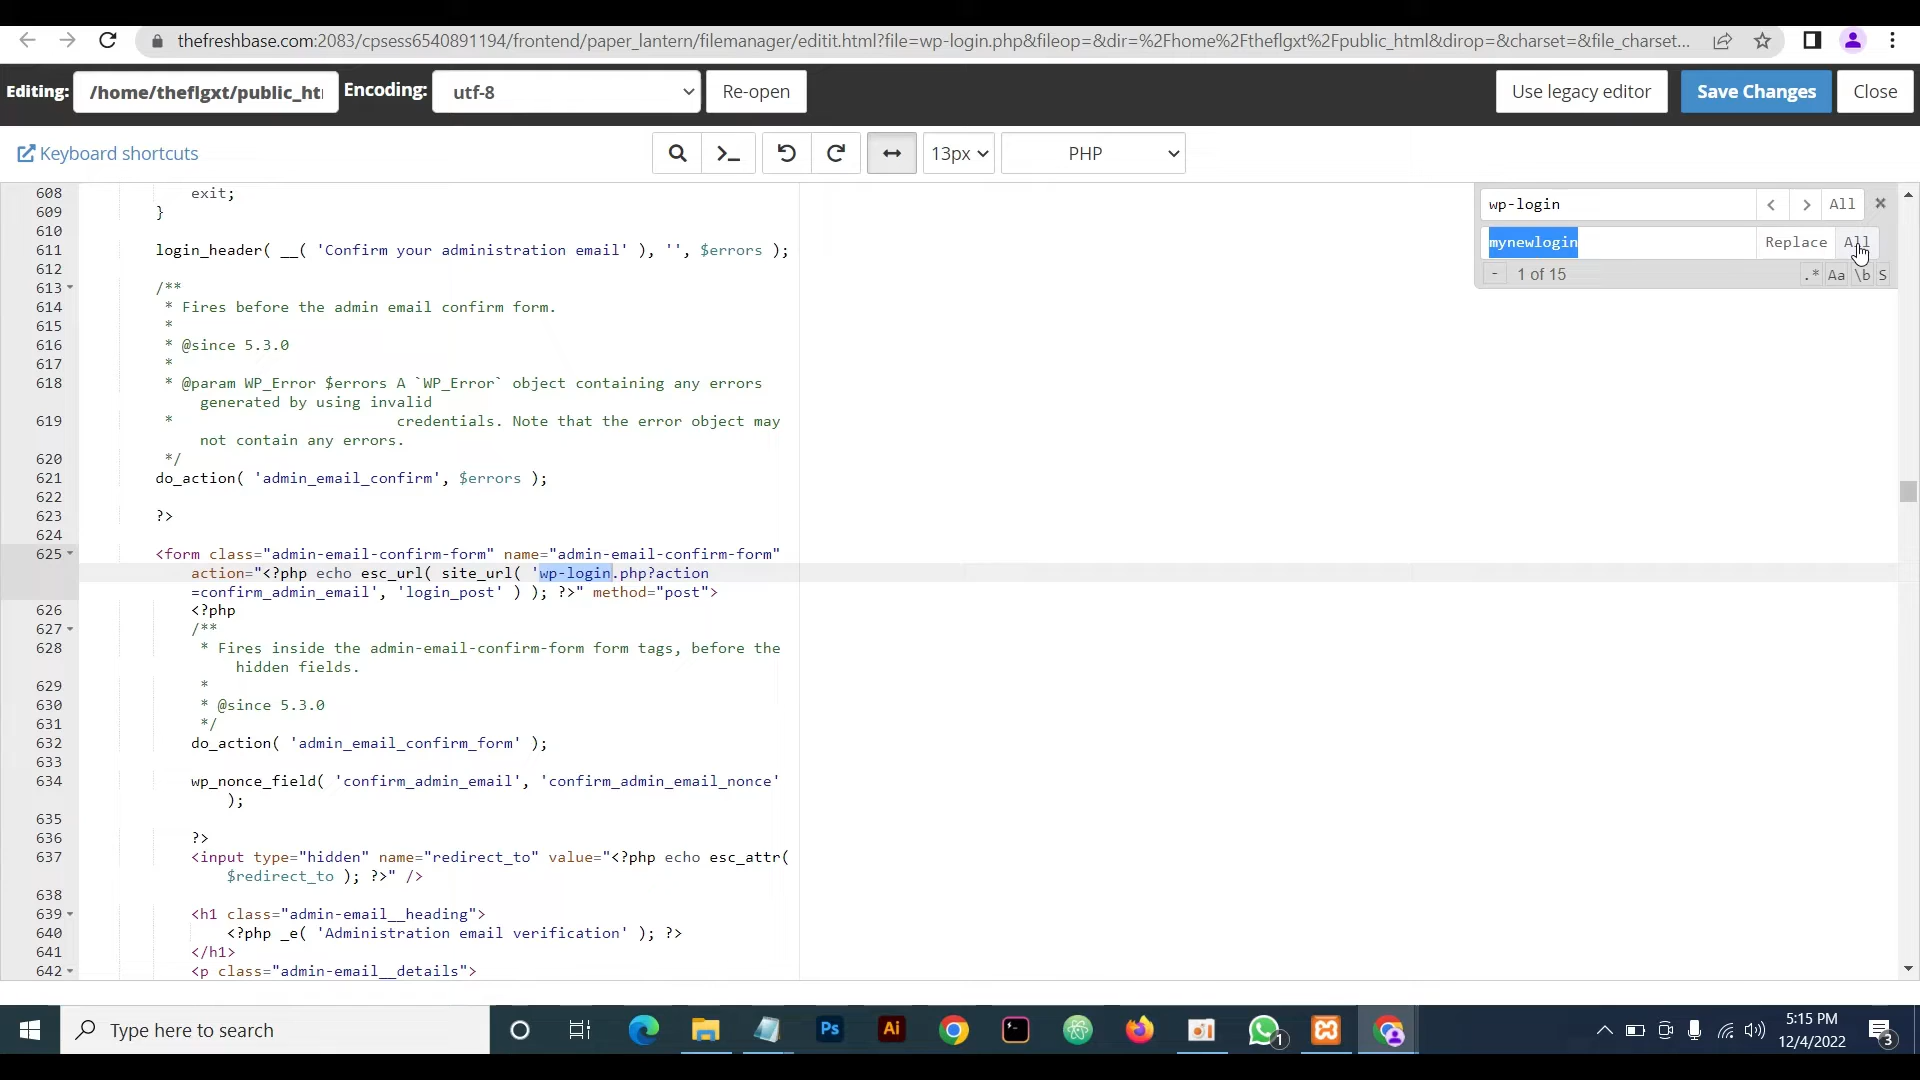 thefreshbase.com:2083/cpsess6540891194/frontend/paper_lantern/filemanager/editit.html?file=wp-login.php&fileop=&dir=%2Fhome%2Ftheflgxt%2Fpublic_html&dirop=&charset=&file_charset...
Editing: /home/theflgxt/public_ht Encoding: utf-8 Re-open Use legacy editor Save Changes Close
Keyboard shortcuts 13px PHP
608 exit;
609 }
610
611 login_header( __( 'Confirm your administration email' ), '', $errors );
612
613 /**
614 * Fires before the admin email confirm form.
615 *
616 * @since 5.3.0
617 *
618 * @param WP_Error $errors A `WP_Error` object containing any errors
generated by using invalid
619 * credentials. Note that the error object may
not contain any errors.
620 */
621 do_action( 'admin_email_confirm', $errors );
622
623 ?>
624
625 <form class="admin-email-confirm-form" name="admin-email-confirm-form"
action="<?php echo esc_url( site_url( 'wp-login.php?action
=confirm_admin_email', 'login_post' ) ); ?>" method="post">
626 <?php
627 /**
628 * Fires inside the admin-email-confirm-form form tags, before the
hidden fields.
629 *
630 * @since 5.3.0
631 */
632 do_action( 'admin_email_confirm_form' );
633
634 wp_nonce_field( 'confirm_admin_email', 'confirm_admin_email_nonce'
);
635
636 ?>
637 <input type="hidden" name="redirect_to" value="<?php echo esc_attr(
$redirect_to ); ?>" />
638
639 <h1 class="admin-email__heading">
640 <?php _e( 'Administration email verification' ); ?>
641 </h1>
642 <p class="admin-email__details">
wp-login < > All ×
mynewlogin Replace All
- 1 of 15 .* Aa \b S
Type here to search Ps Ai 1 5:15 PM
12/4/2022 3